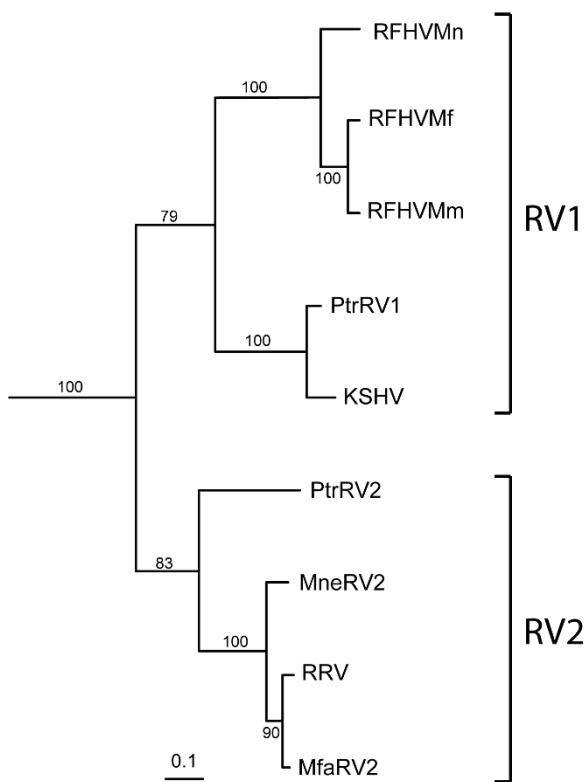 RFHVMn
100
RFHVMf
100
RFHVMm
RV1
79
PtrRV1
100
KSHV
100
PtrRV2
83
MneRV2
RV2
100
RRV
90
MfaRV2
0.1